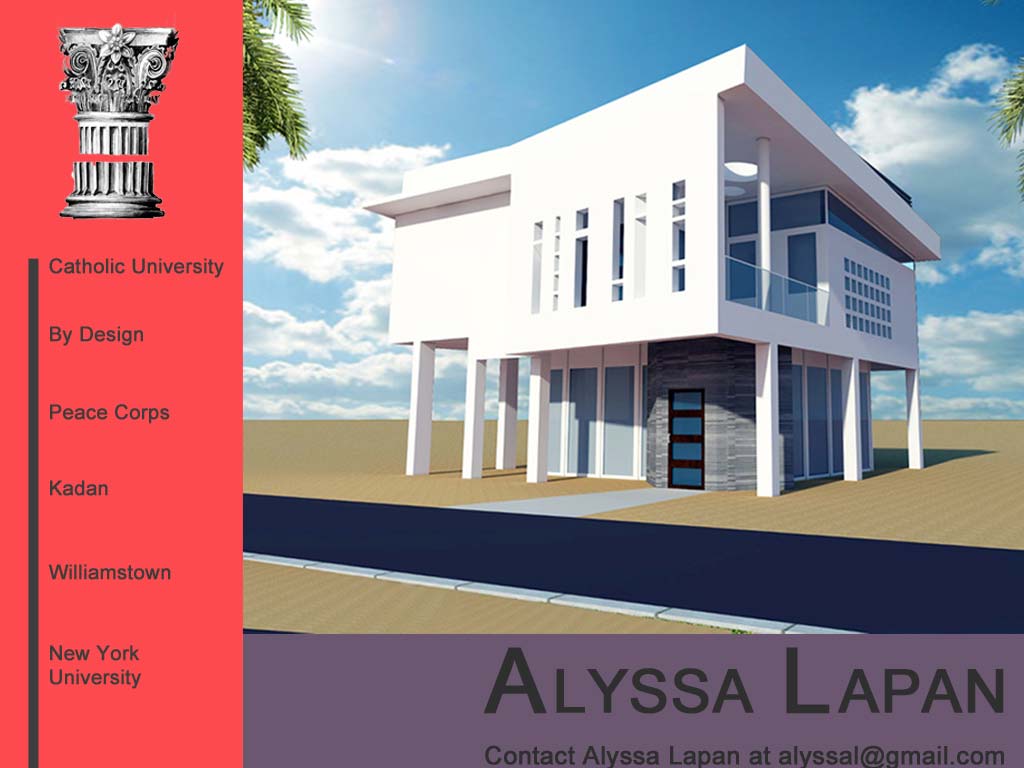 Catholic University
By Design
Peace Corps
Kadan
Williamstown
New York
University
ALYSSA LAPAN
Contact Alyssa Lapan at alyssal@gmail.com